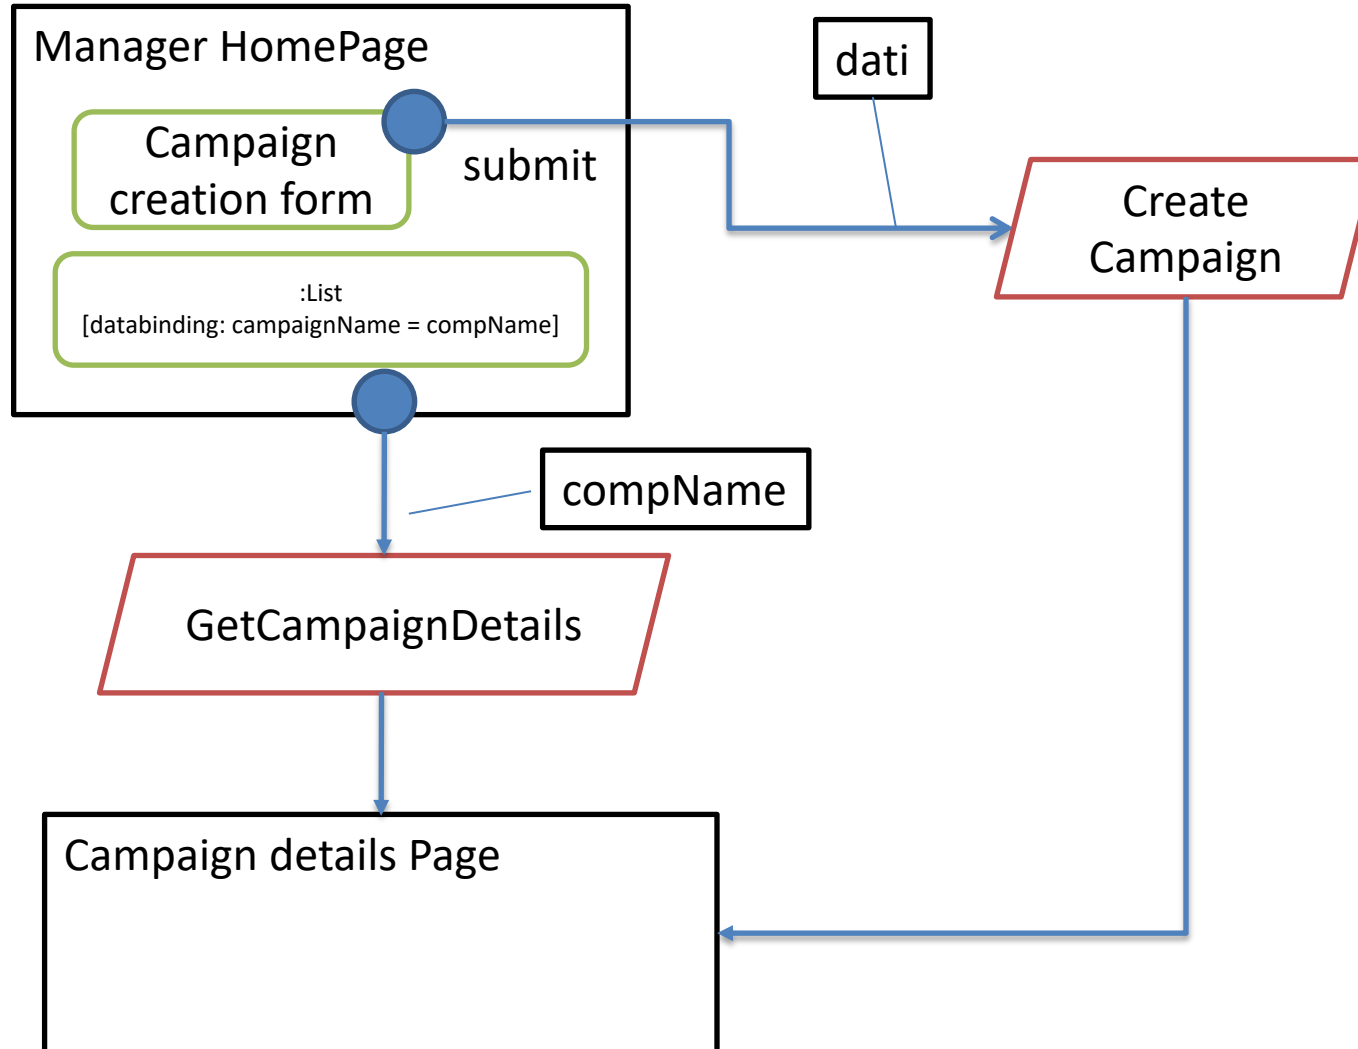 Manager HomePage
dati
Campaign
creation form
submit
Create
Campaign
:List
[databinding: campaignName = compName]
compName
GetCampaignDetails
Campaign details Page